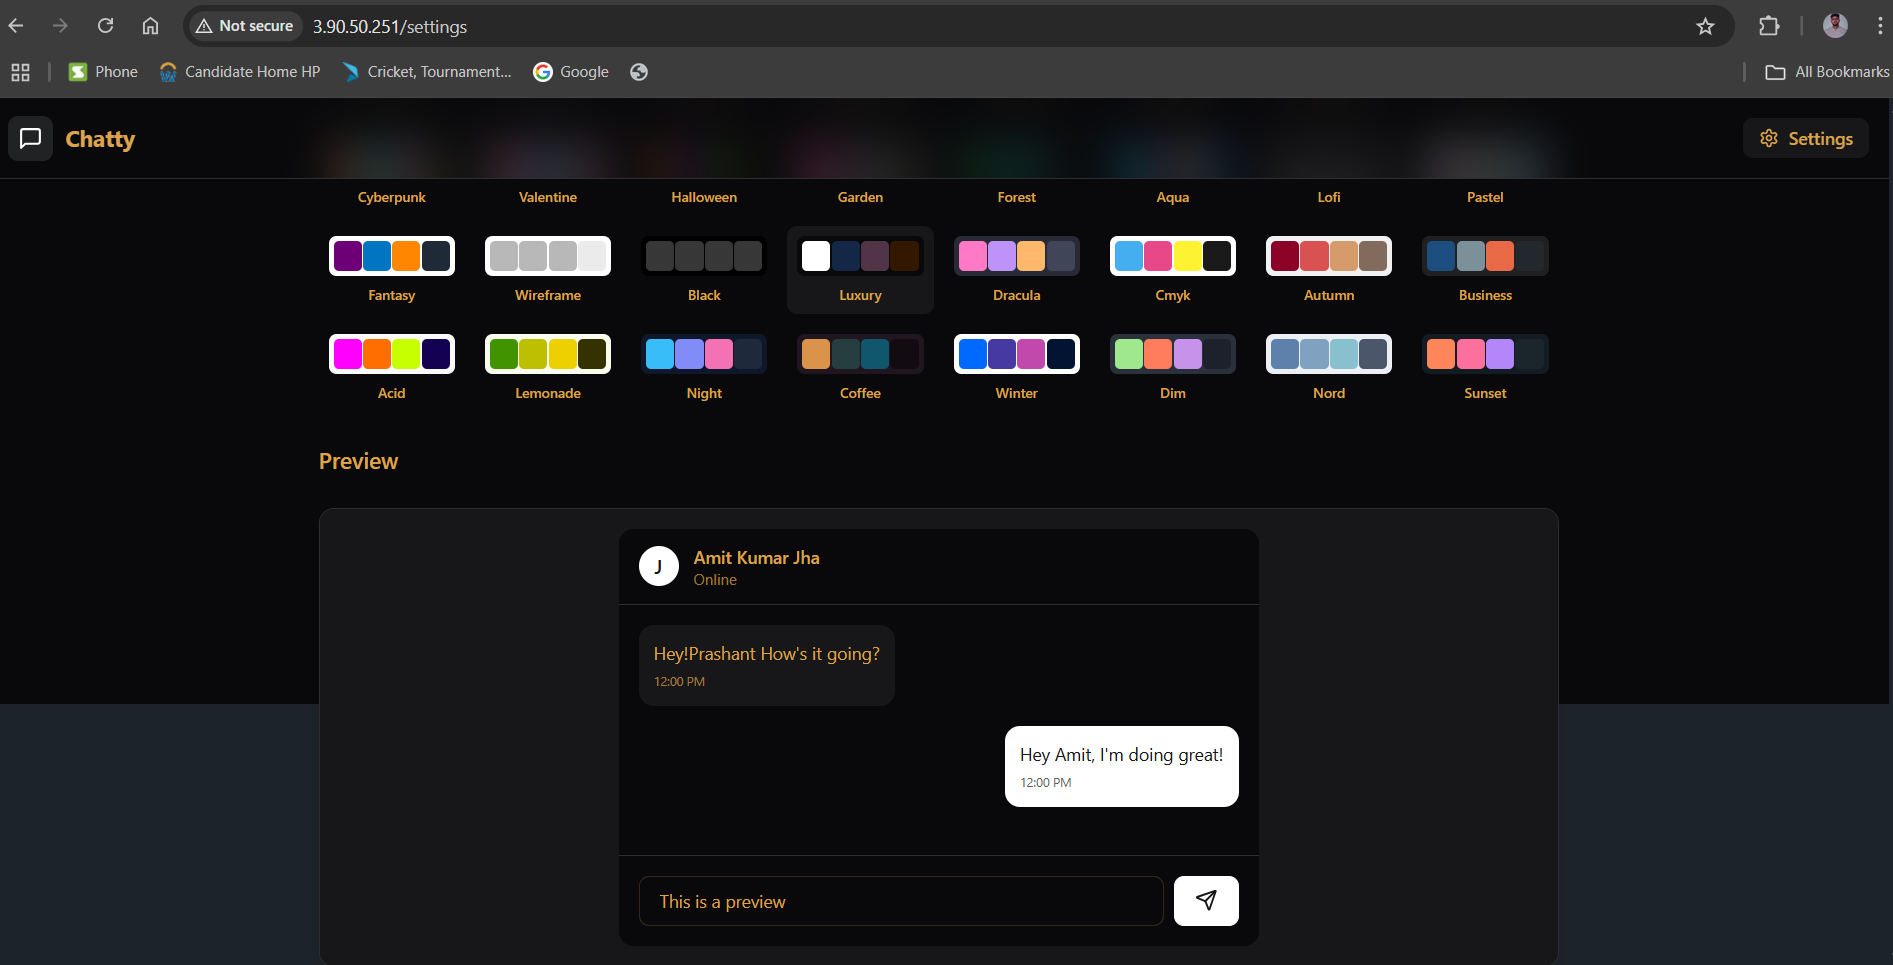 Not secure
3.90.50.251/settings
Phone
Candidate Home HP
Cricket, Tournament...
Google
All Bookmarks
Chatty
Settings
Cyberpunk Valentine Halloween Garden Forest Aqua Lofi Pastel
Fantasy Wireframe Black Luxury Dracula Cmyk Autumn Business
Acid Lemonade Night Coffee Winter Dim Nord Sunset
Preview
J
Amit Kumar Jha
Online
Hey!Prashant How's it going?
12:00 PM
Hey Amit, I'm doing great!
12:00 PM
This is a preview